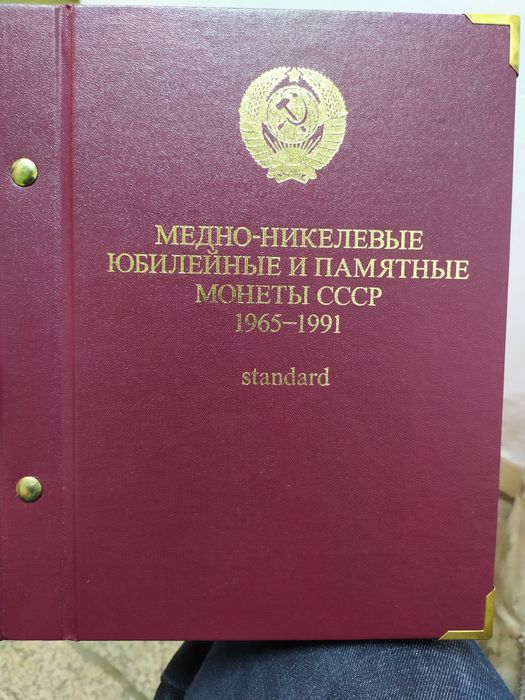 МЕДНО-НИКЕЛЕВЫЕ
ЮБИЛЕЙНЫЕ И ПАМЯТНЫЕ
МОНЕТЫ СССР
1965–1991
standard